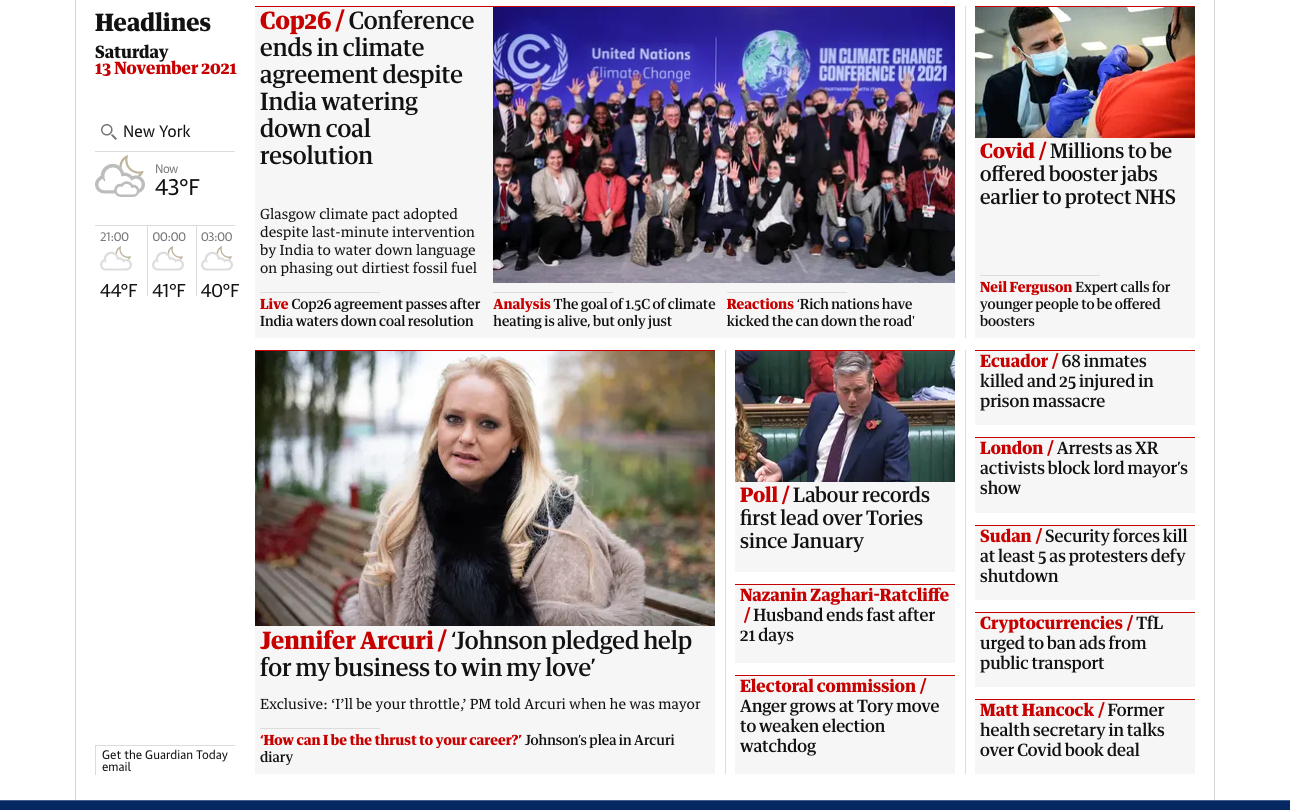 Headlines
Saturday
13 November 2021
New York
Now
43°F
21:00
00:00
03:00
44°F
41°F
40°F
Get the Guardian Today
email
Cop26 / Conference
ends in climate
agreement despite
India watering
down coal
resolution
Glasgow climate pact adopted
despite last-minute intervention
by India to water down language
on phasing out dirtiest fossil fuel
United Nations
Climate Change
UN CLIMATE CHANGE
CONFERENCE UK 2021
Live Cop26 agreement passes after
India waters down coal resolution
Analysis The goal of 1.5C of climate
heating is alive, but only just
Reactions ‘Rich nations have
kicked the can down the road’
Covid / Millions to be
offered booster jabs
earlier to protect NHS
Neil Ferguson Expert calls for
younger people to be offered
boosters
Jennifer Arcuri / ‘Johnson pledged help
for my business to win my love’
Exclusive: ‘I’ll be your throttle,’ PM told Arcuri when he was mayor
‘How can I be the thrust to your career?’ Johnson’s plea in Arcuri
diary
Poll / Labour records
first lead over Tories
since January
Nazanin Zaghari-Ratcliffe
/ Husband ends fast after
21 days
Electoral commission /
Anger grows at Tory move
to weaken election
watchdog
Ecuador / 68 inmates
killed and 25 injured in
prison massacre
London / Arrests as XR
activists block lord mayor’s
show
Sudan / Security forces kill
at least 5 as protesters defy
shutdown
Cryptocurrencies / TfL
urged to ban ads from
public transport
Matt Hancock / Former
health secretary in talks
over Covid book deal